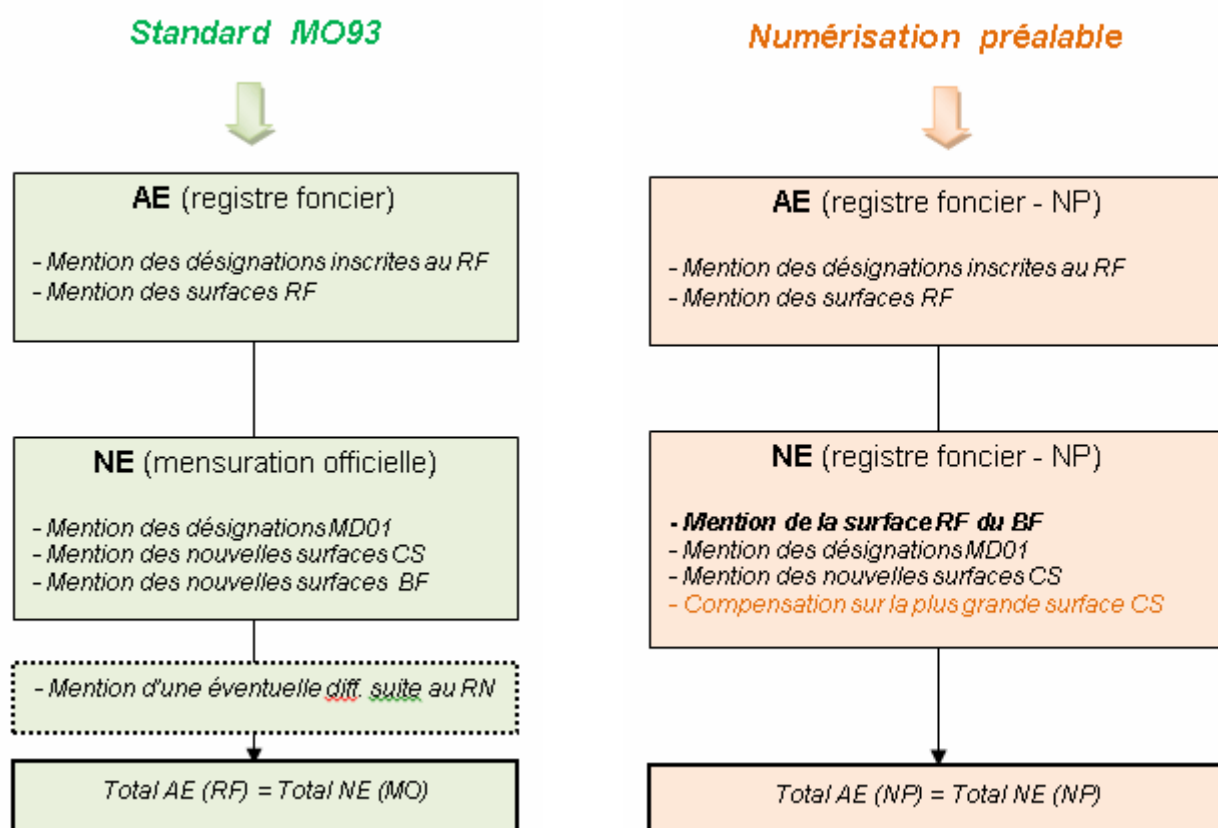 Standard MO93
AE (registre foncier)
- Mention des désignations inscrites au RF
- Mention des surfaces RF
NE (mensuration officielle)
- Mention des désignations MD01
- Mention des nouvelles surfaces CS
- Mention des nouvelles surfaces BF
- Mention d'une éventuelle diff. suite au RN
Total AE (RF) = Total NE (MO)
Numérisation préalable
AE (registre foncier - NP)
- Mention des désignations inscrites au RF
- Mention des surfaces RF
NE (registre foncier - NP)
- Mention de la surface RF du BF
- Mention des désignations MD01
- Mention des nouvelles surfaces CS
- Compensation sur la plus grande surface CS
Total AE (NP) = Total NE (NP)